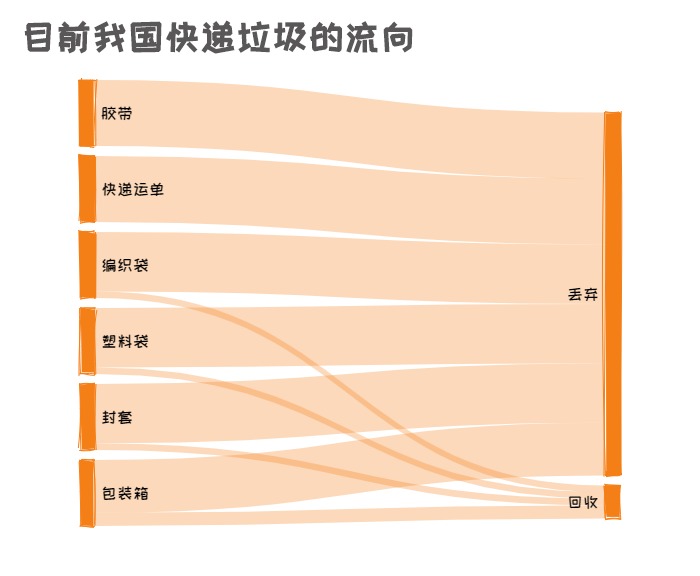 目前我国快递垃圾的流向
胶带
快递运单
编织袋
丢弃
塑料袋
封套
包装箱
回收